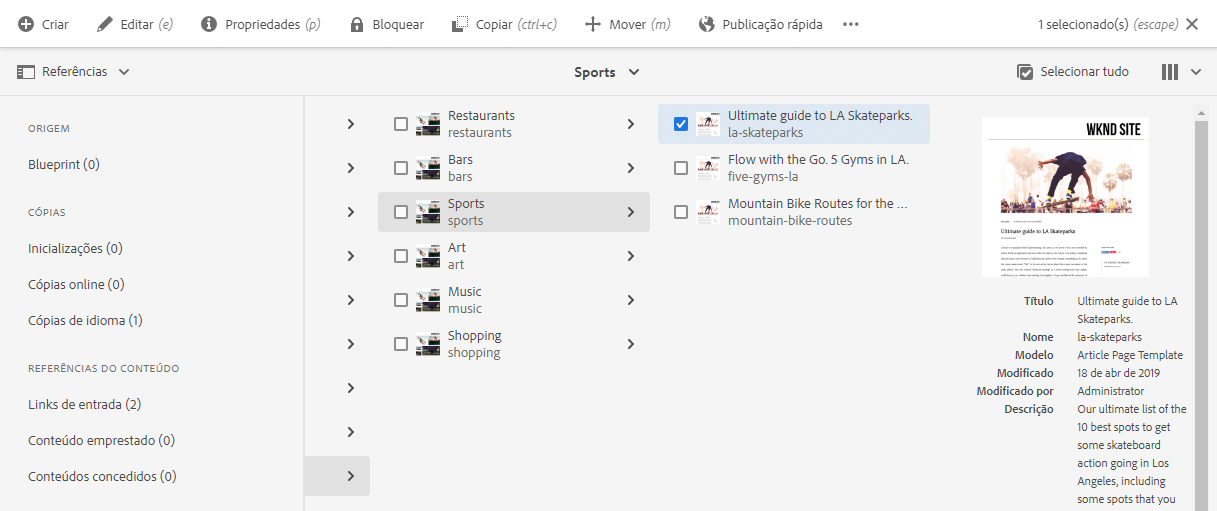 Criar
Editar (e)
Propriedades (p)
Bloquear
Copiar (ctrl+c)
Mover (m)
Publicação rápida
1 selecionado(s) (escape)
Referências
Sports
Selecionar tudo
ORIGEM
Blueprint (0)
CÓPIAS
Inicializações (0)
Cópias online (0)
Cópias de idioma (1)
REFERÊNCIAS DO CONTEÚDO
Links de entrada (2)
Conteúdo emprestado (0)
Conteúdos concedidos (0)
Restaurants
restaurants
Bars
bars
Sports
sports
Art
art
Music
music
Shopping
shopping
Ultimate guide to LA Skateparks.
la-skateparks
Flow with the Go. 5 Gyms in LA.
five-gyms-la
Mountain Bike Routes for the ...
mountain-bike-routes
WKND SITE
Ultimate guide to LA Skateparks
Título Ultimate guide to LA
Skateparks.
Nome la-skateparks
Modelo Article Page Template
Modificado 18 de abr de 2019
Modificado por Administrator
Descrição Our ultimate list of the
10 best spots to get
some skateboard
action going in Los
Angeles, including
some spots that you